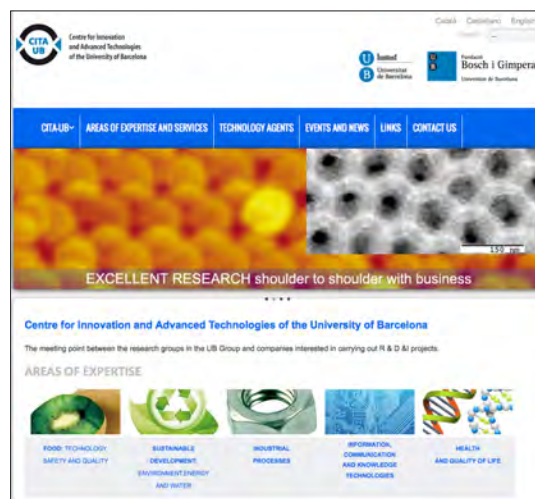 Català Castellano English
CITA
UB
Centre for Innovation
and Advanced Technologies
of the University of Barcelona
U
B
Universitat
de Barcelona
Fundació
Bosch i Gimpera
Universitat de Barcelona
CITA-UB
AREAS OF EXPERTISE AND SERVICES
TECHNOLOGY AGENTS
EVENTS AND NEWS
LINKS
CONTACT US
150 nm
EXCELLENT RESEARCH shoulder to shoulder with business
Centre for Innovation and Advanced Technologies of the University of Barcelona
The meeting point between the research groups in the UB Group and companies interested in carrying out R & D &I projects.
AREAS OF EXPERTISE
FOOD: TECHNOLOGY,
SAFETY AND QUALITY
SUSTAINABLE
DEVELOPMENT:
ENVIRONMENT,ENERGY
AND WATER
INDUSTRIAL
PROCESSES
INFORMATION,
COMMUNICATION
AND KNOWLEDGE
TECHNOLOGIES
HEALTH
AND QUALITY OF LIFE